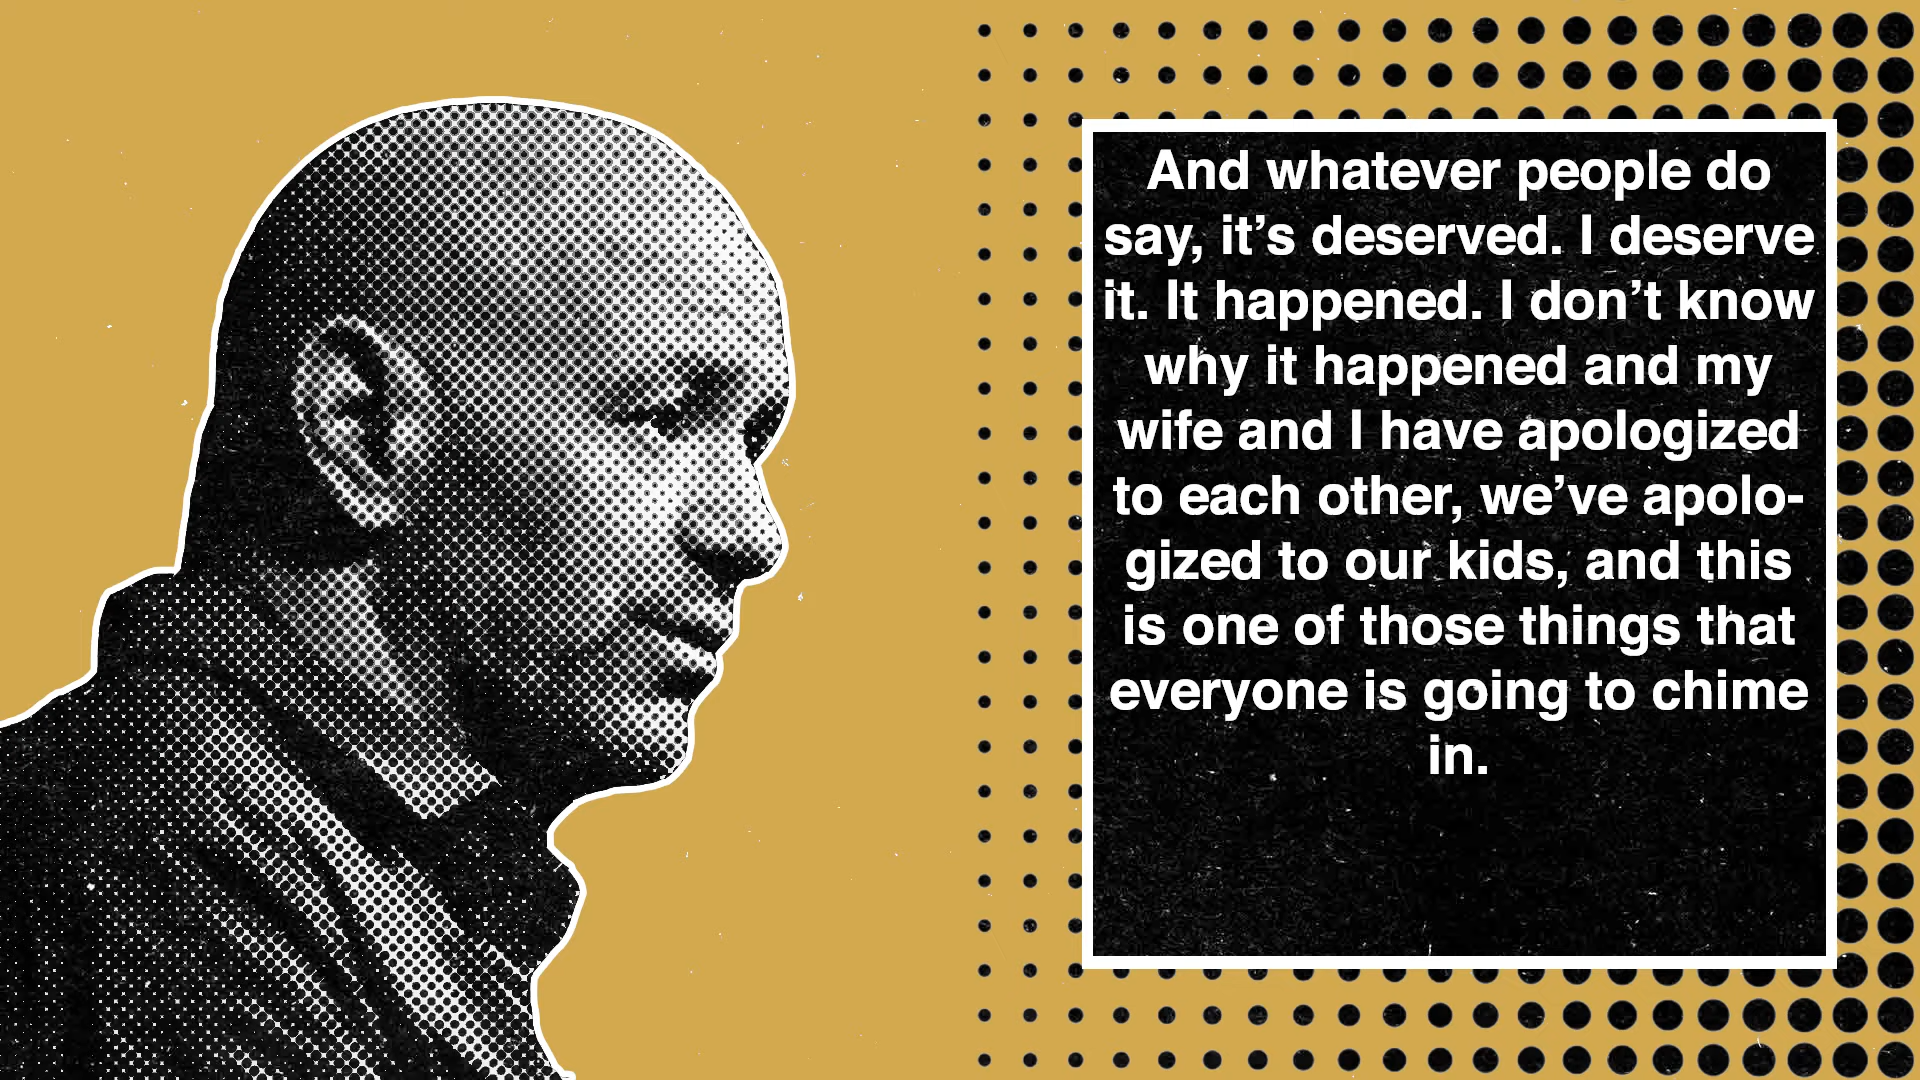 And whatever people do
say, it’s deserved. I deserve
it. It happened. I don’t know
why it happened and my
wife and I have apologized
to each other, we’ve apolo-
gized to our kids, and this
is one of those things that
everyone is going to chime
in.